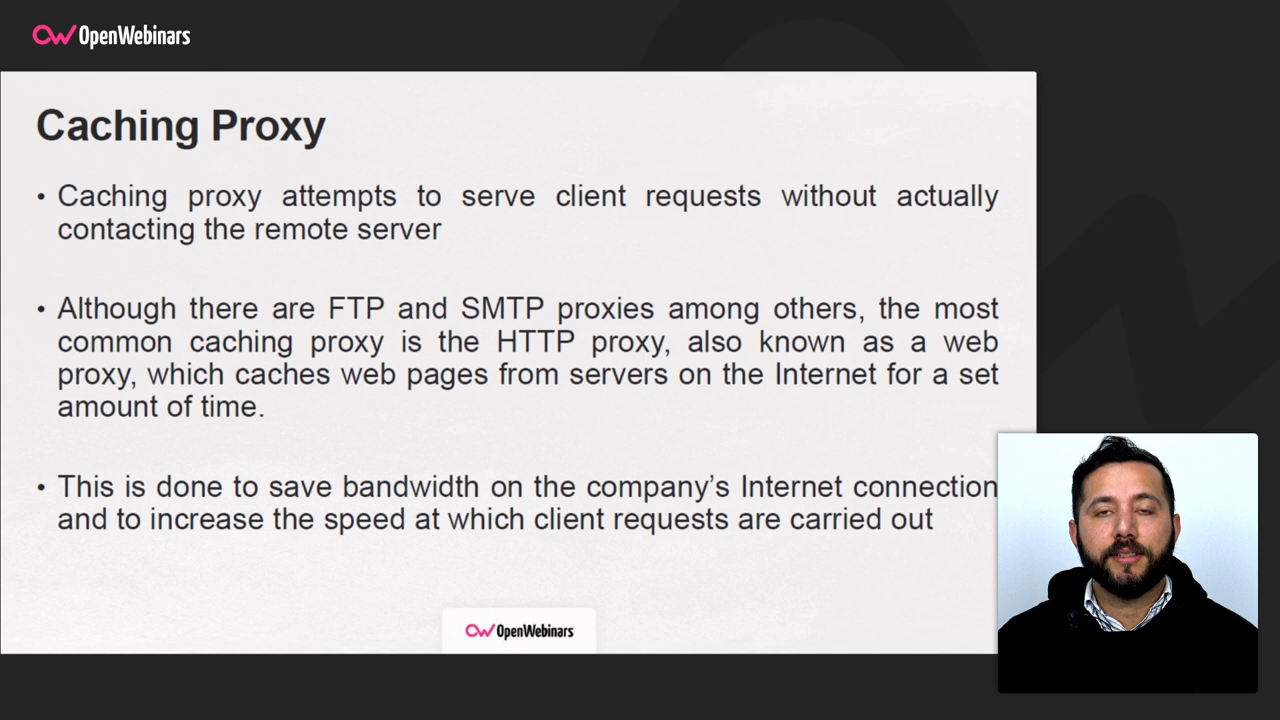 OpenWebinars
Caching Proxy
• Caching proxy attempts to serve client requests without actually
contacting the remote server
• Although there are FTP and SMTP proxies among others, the most
common caching proxy is the HTTP proxy, also known as a web
proxy, which caches web pages from servers on the Internet for a set
amount of time.
• This is done to save bandwidth on the company’s Internet connection
and to increase the speed at which client requests are carried out
OpenWebinars